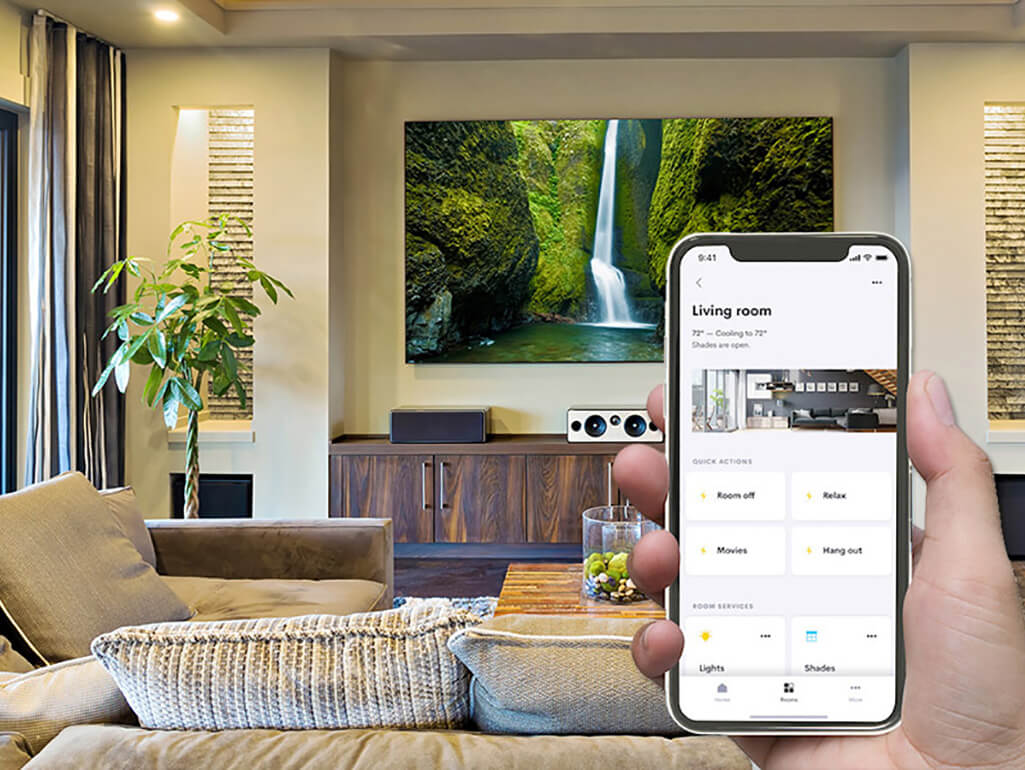 9:41
Living room
72° — Cooling to 72°
Shades are open.
QUICK ACTIONS
Room off
Relax
Movies
Hang out
ROOM SERVICES
Lights
Shades
Home
Rooms
More